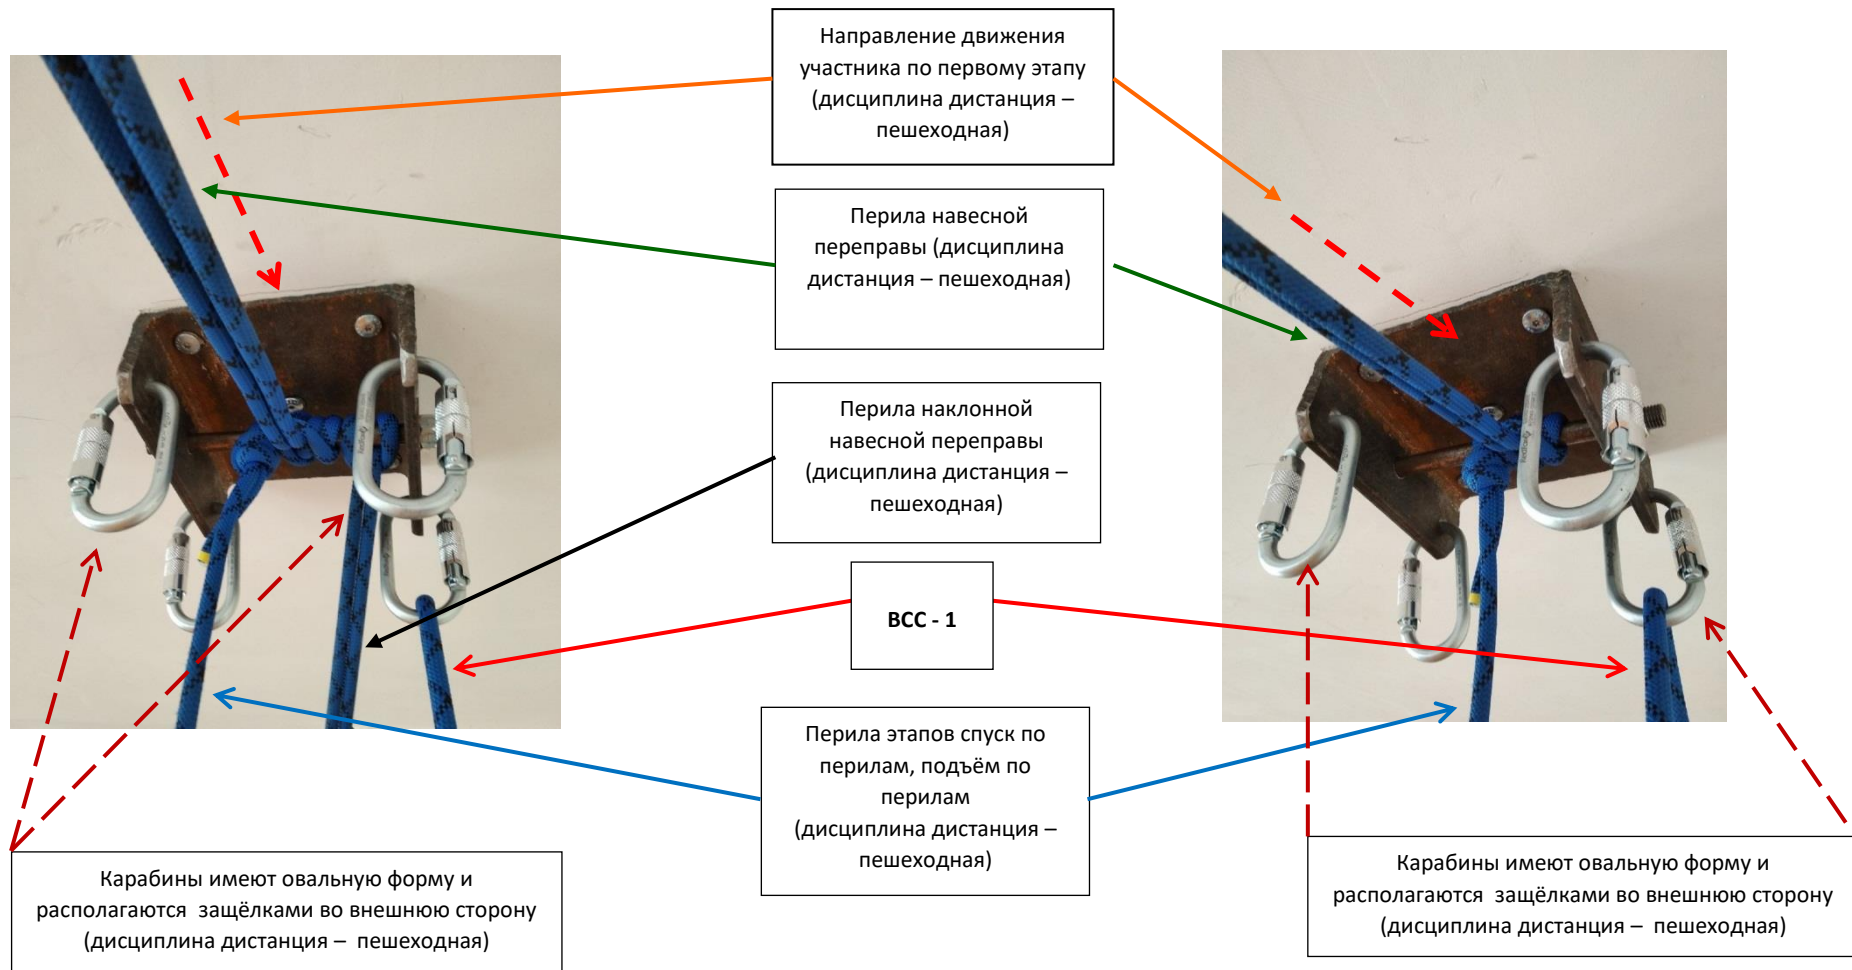 Направление движения
участника по первому этапу
(дисциплина дистанция –
пешеходная)
Перила навесной
переправы (дисциплина
дистанция – пешеходная)
Перила наклонной
навесной переправы
(дисциплина дистанция –
пешеходная)
ВСС - 1
Перила этапов спуск по
перилам, подъём по
перилам
(дисциплина дистанция –
пешеходная)
Карабины имеют овальную форму и
располагаются защёлками во внешнюю сторону
(дисциплина дистанция – пешеходная)
Карабины имеют овальную форму и
располагаются защёлками во внешнюю сторону
(дисциплина дистанция – пешеходная)